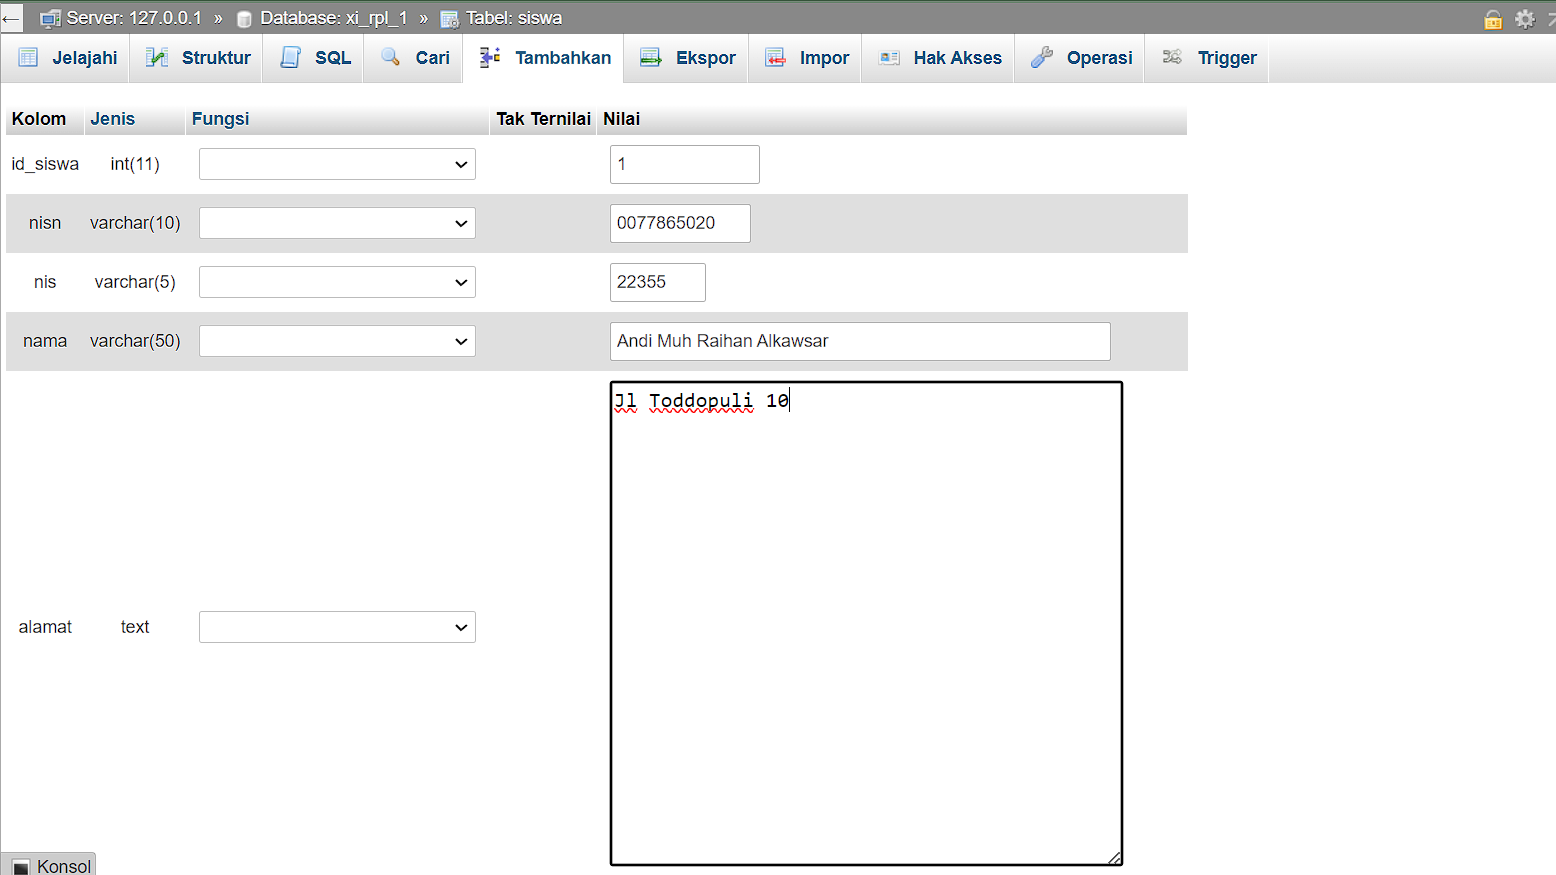 Server: 127.0.0.1 » Database: xi_rpl_1 » Tabel: siswa
Jelajahi Struktur SQL Cari Tambahkan Ekspor Impor Hak Akses Operasi Trigger
Kolom Jenis Fungsi Tak Ternilai Nilai
id_siswa int(11) 1
nisn varchar(10) 0077865020
nis varchar(5) 22355
nama varchar(50) Andi Muh Raihan Alkawsar
Jl Toddopuli 10
alamat text
Konsol